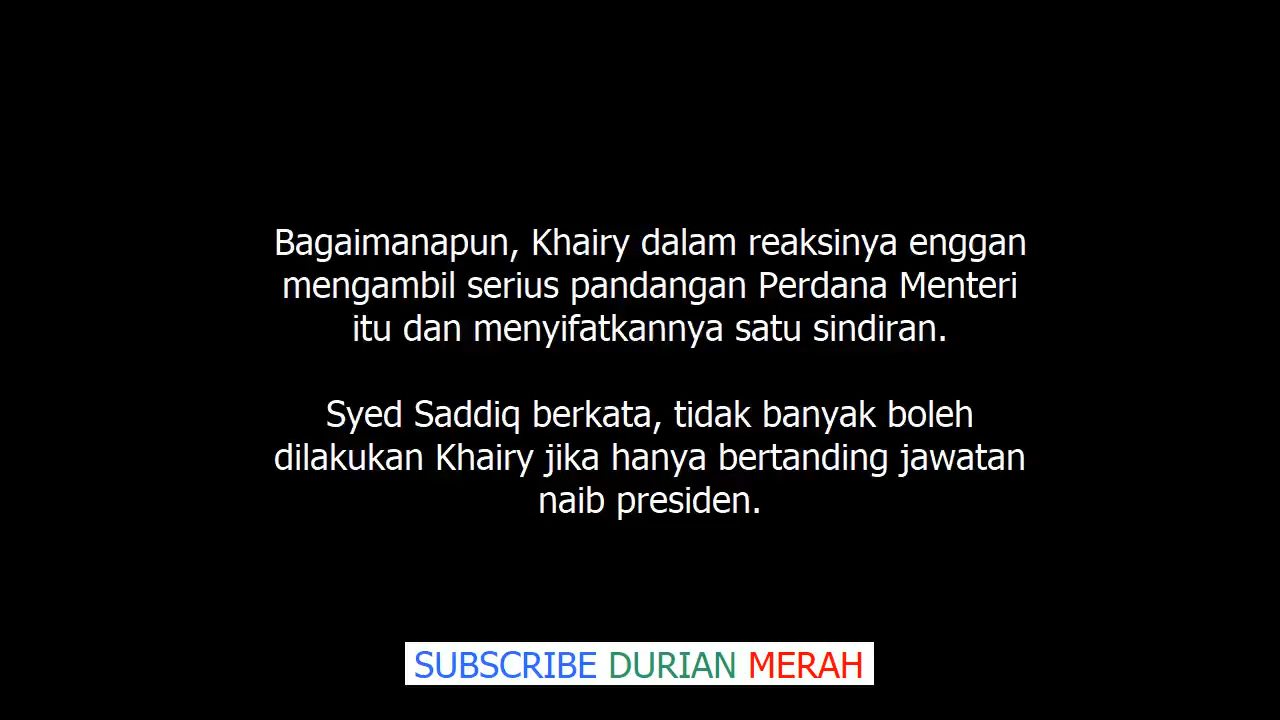 Bagaimanapun, Khairy dalam reaksinya enggan
mengambil serius pandangan Perdana Menteri
itu dan menyifatkannya satu sindiran.
Syed Saddiq berkata, tidak banyak boleh
dilakukan Khairy jika hanya bertanding jawatan
naib presiden.
SUBSCRIBE DURIAN MERAH